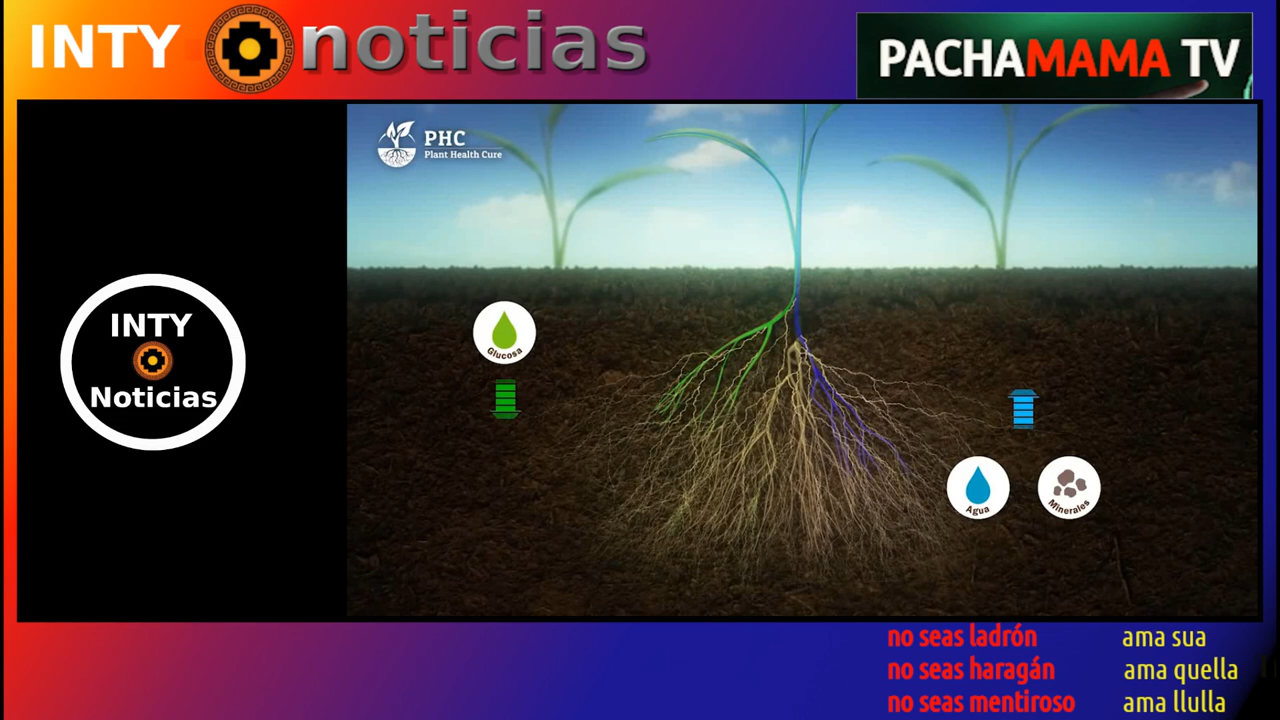 INTY noticias
PACHAMAMA TV
PHC
Plant Health Cure
INTY
Noticias
Glucosa
Agua
Minerales
no seas ladrón ama sua
no seas haragán ama quella
no seas mentiroso ama llulla